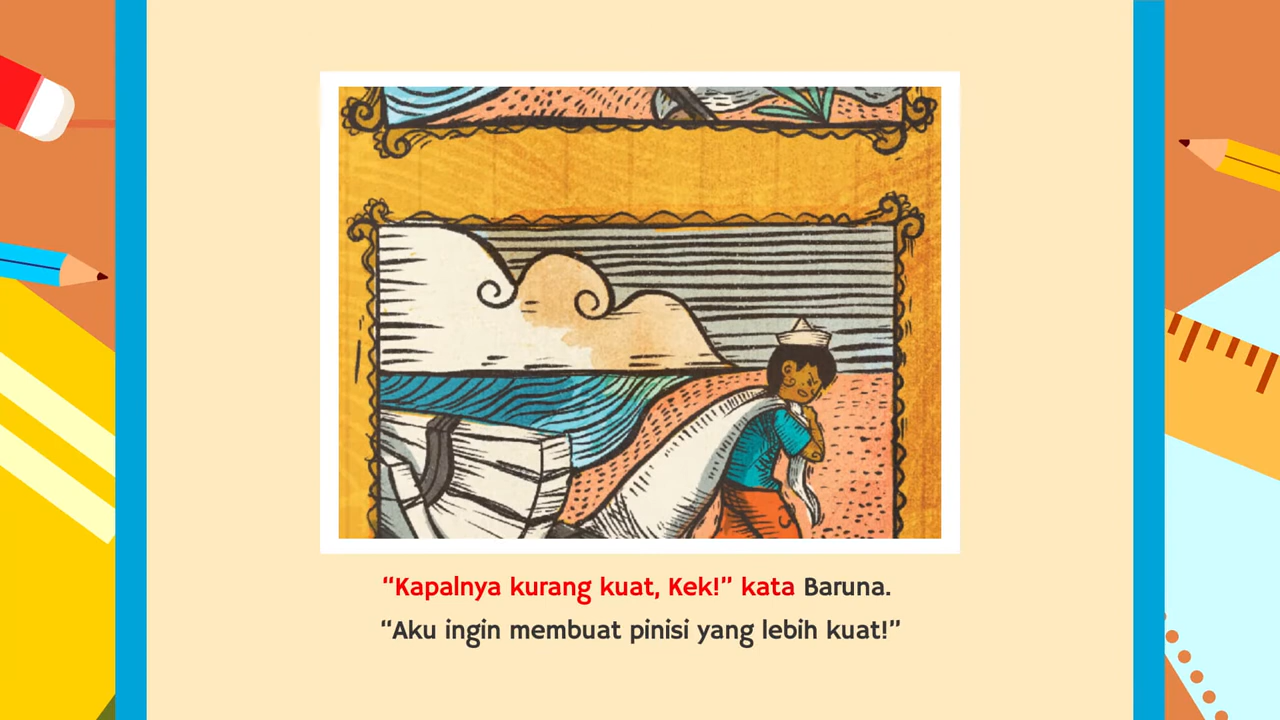 “Kapalnya kurang kuat, Kek!” kata Baruna.
“Aku ingin membuat pinisi yang lebih kuat!”